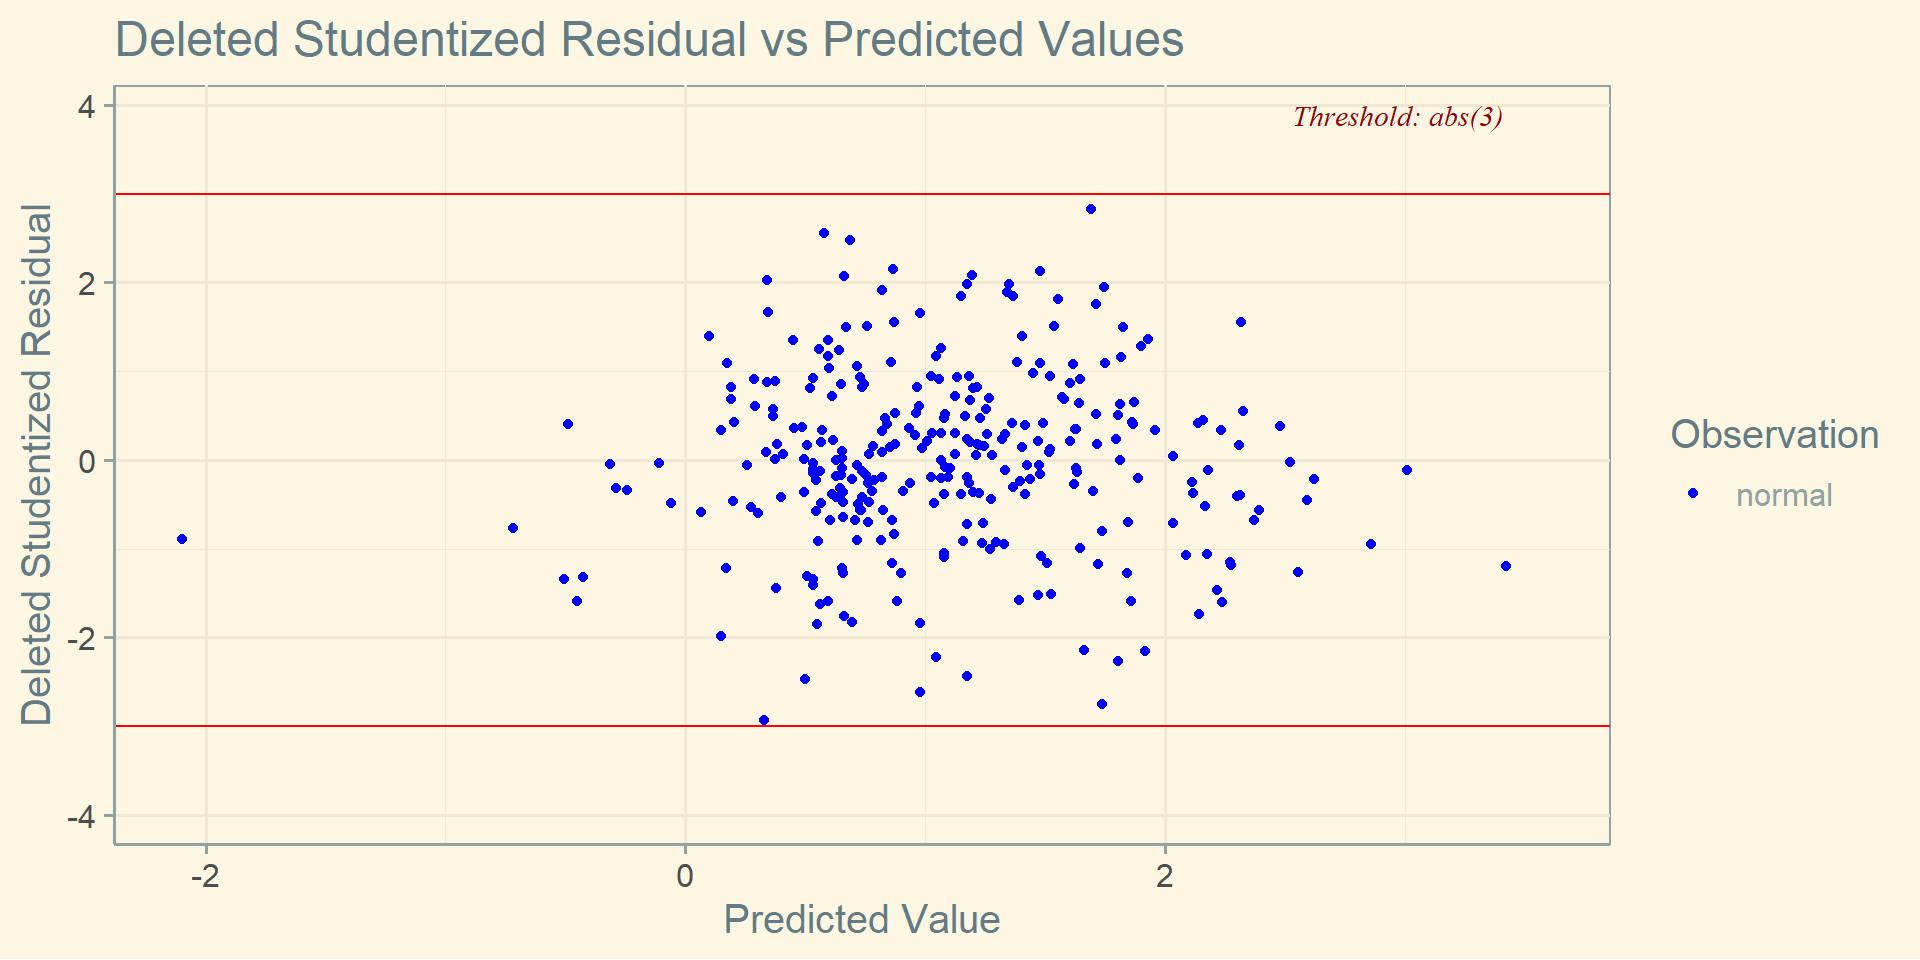 Deleted Studentized Residual vs Predicted Values
Threshold: abs(3)
4
2
0
-2
-4
Deleted Studentized Residual
-2
0
2
Predicted Value
Observation
normal